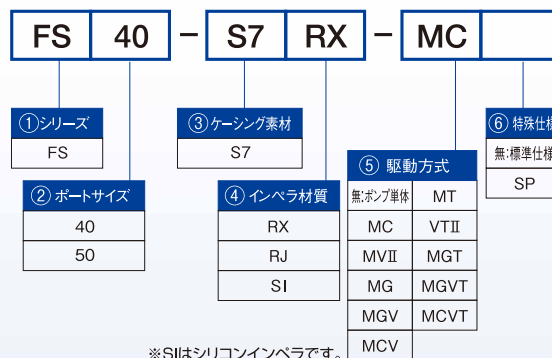 FS 40 - S7 RX - MC
①シリーズ
FS
②ポートサイズ
40
50
③ケーシング素材
S7
④インペラ材質
RX
RJ
SI
⑤ 駆動方式
無:ポンプ単体 MT
MC VTⅡ
MVⅡ MGT
MG MGVT
MGV MCVT
MCV
⑥特殊仕様
無:標準仕様
SP
※SIはシリコンインペラです。